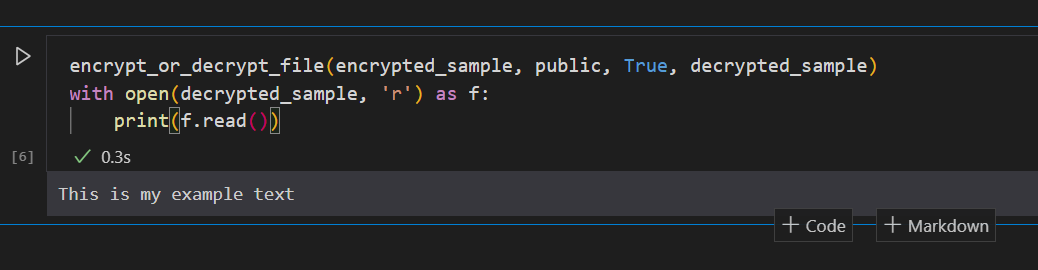 encrypt_or_decrypt_file(encrypted_sample, public, True, decrypted_sample)
with open(decrypted_sample, 'r') as f:
    print(f.read())
[6]
0.3s
This is my example text
+ Code + Markdown